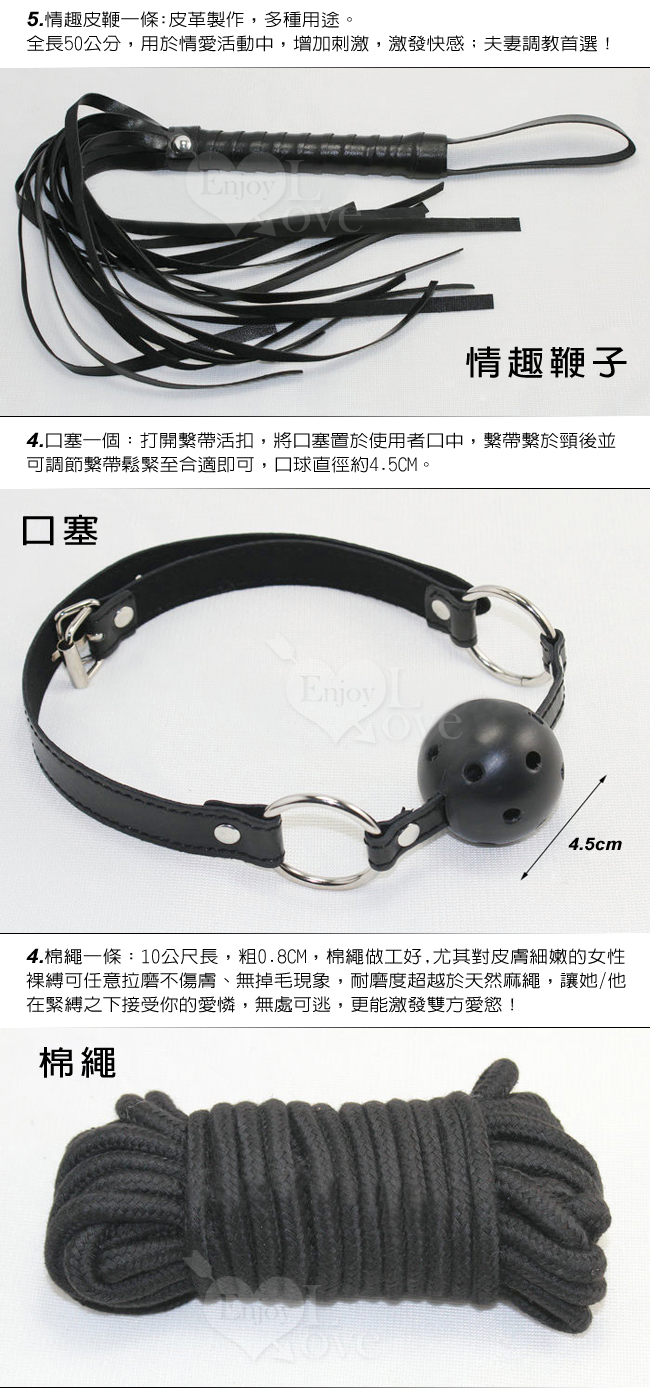 5.情趣皮鞭一條:皮革製作，多種用途。
全長50公分，用於情愛活動中，增加刺激，激發快感；夫妻調教首選！
Enjoy Love
情趣鞭子
4.口塞一個：打開繫帶活扣，將口塞置於使用者口中，繫帶繫於頸後並
可調節繫帶鬆緊至合適即可，口球直徑約4.5CM。
口塞
Enjoy Love
4.5cm
4.棉繩一條：10公尺長，粗0.8CM，棉繩做工好.尤其對皮膚細嫩的女性
裸縛可任意拉磨不傷膚、無掉毛現象，耐磨度超越於天然麻繩，讓她/他
在緊縛之下接受你的愛憐，無處可逃，更能激發雙方愛慾！
棉繩
Enjoy Love